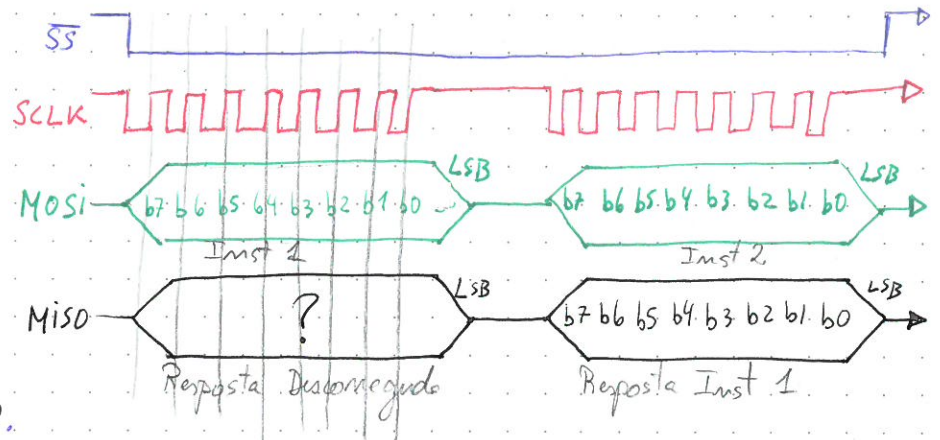 SS
SCLK
MOSi b7 b6 b5 b4 b3 b2 b1 b0 LSB b7 b6 b5 b4 b3 b2 b1 b0 LSB
Inst 1 Inst 2
MiSO ? LSB b7 b6 b5 b4 b3 b2 b1 b0 LSB
Resposta Desconeguda Resposta Inst 1